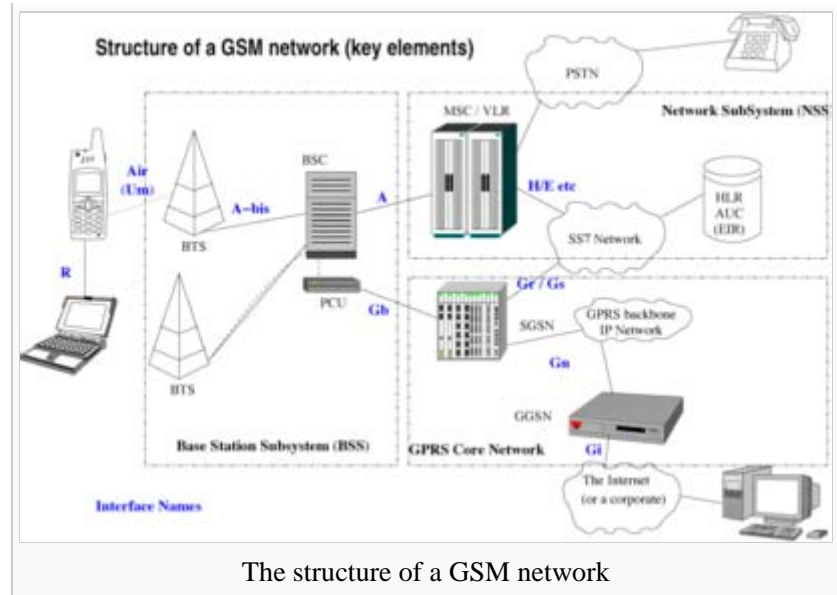 Structure of a GSM network (key elements)
PSTN
MSC / VLR
Network SubSystem (NSS
BSC
Air
(Um)
A-bis
A
H/E etc
HLR
AUC
(EIR)
BTS
SS7 Network
R
PCU
Gb
Gr / Gs
SGSN
GPRS backbone
IP Network
Gn
BTS
GGSN
Base Station Subsystem (BSS)
GPRS Core Network
Gi
The Internet
(or a corporate)
Interface Names
The structure of a GSM network